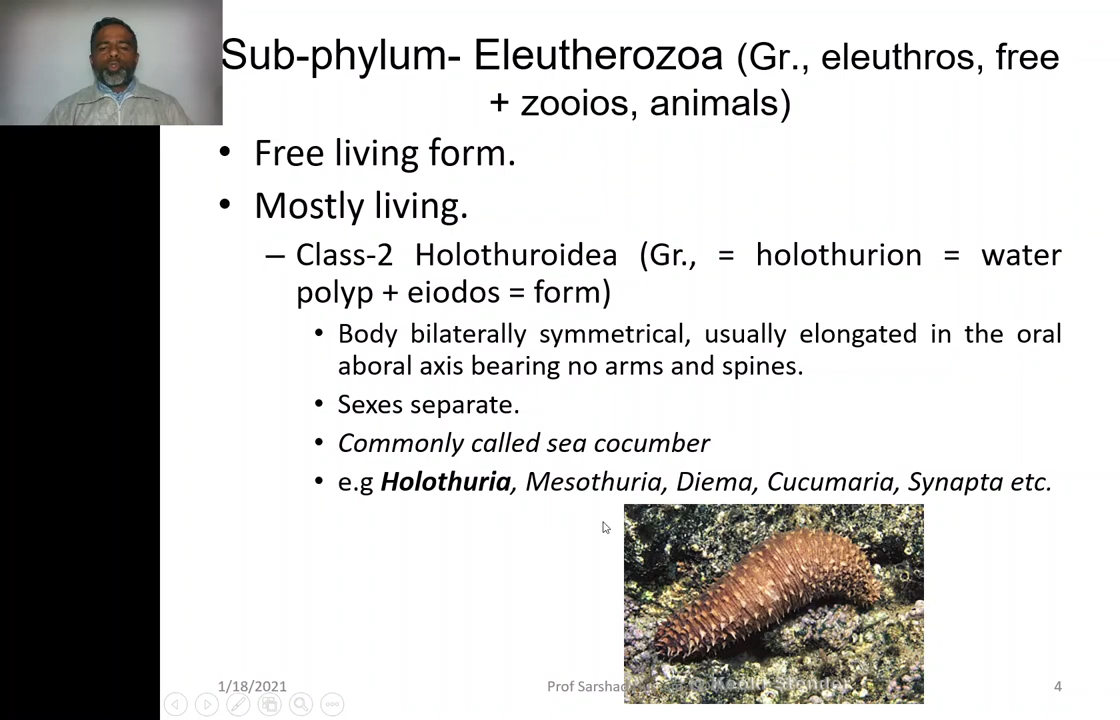 Sub-phylum- Eleutherozoa (Gr., eleuthros, free
+ zooios, animals)
• Free living form.
• Mostly living.
– Class-2 Holothuroidea (Gr., = holothurion = water
polyp + eiodos = form)
• Body bilaterally symmetrical, usually elongated in the oral
aboral axis bearing no arms and spines.
• Sexes separate.
• Commonly called sea cocumber
• e.g Holothuria, Mesothuria, Diema, Cucumaria, Synapta etc.
1/18/2021
Prof Sarshad
4